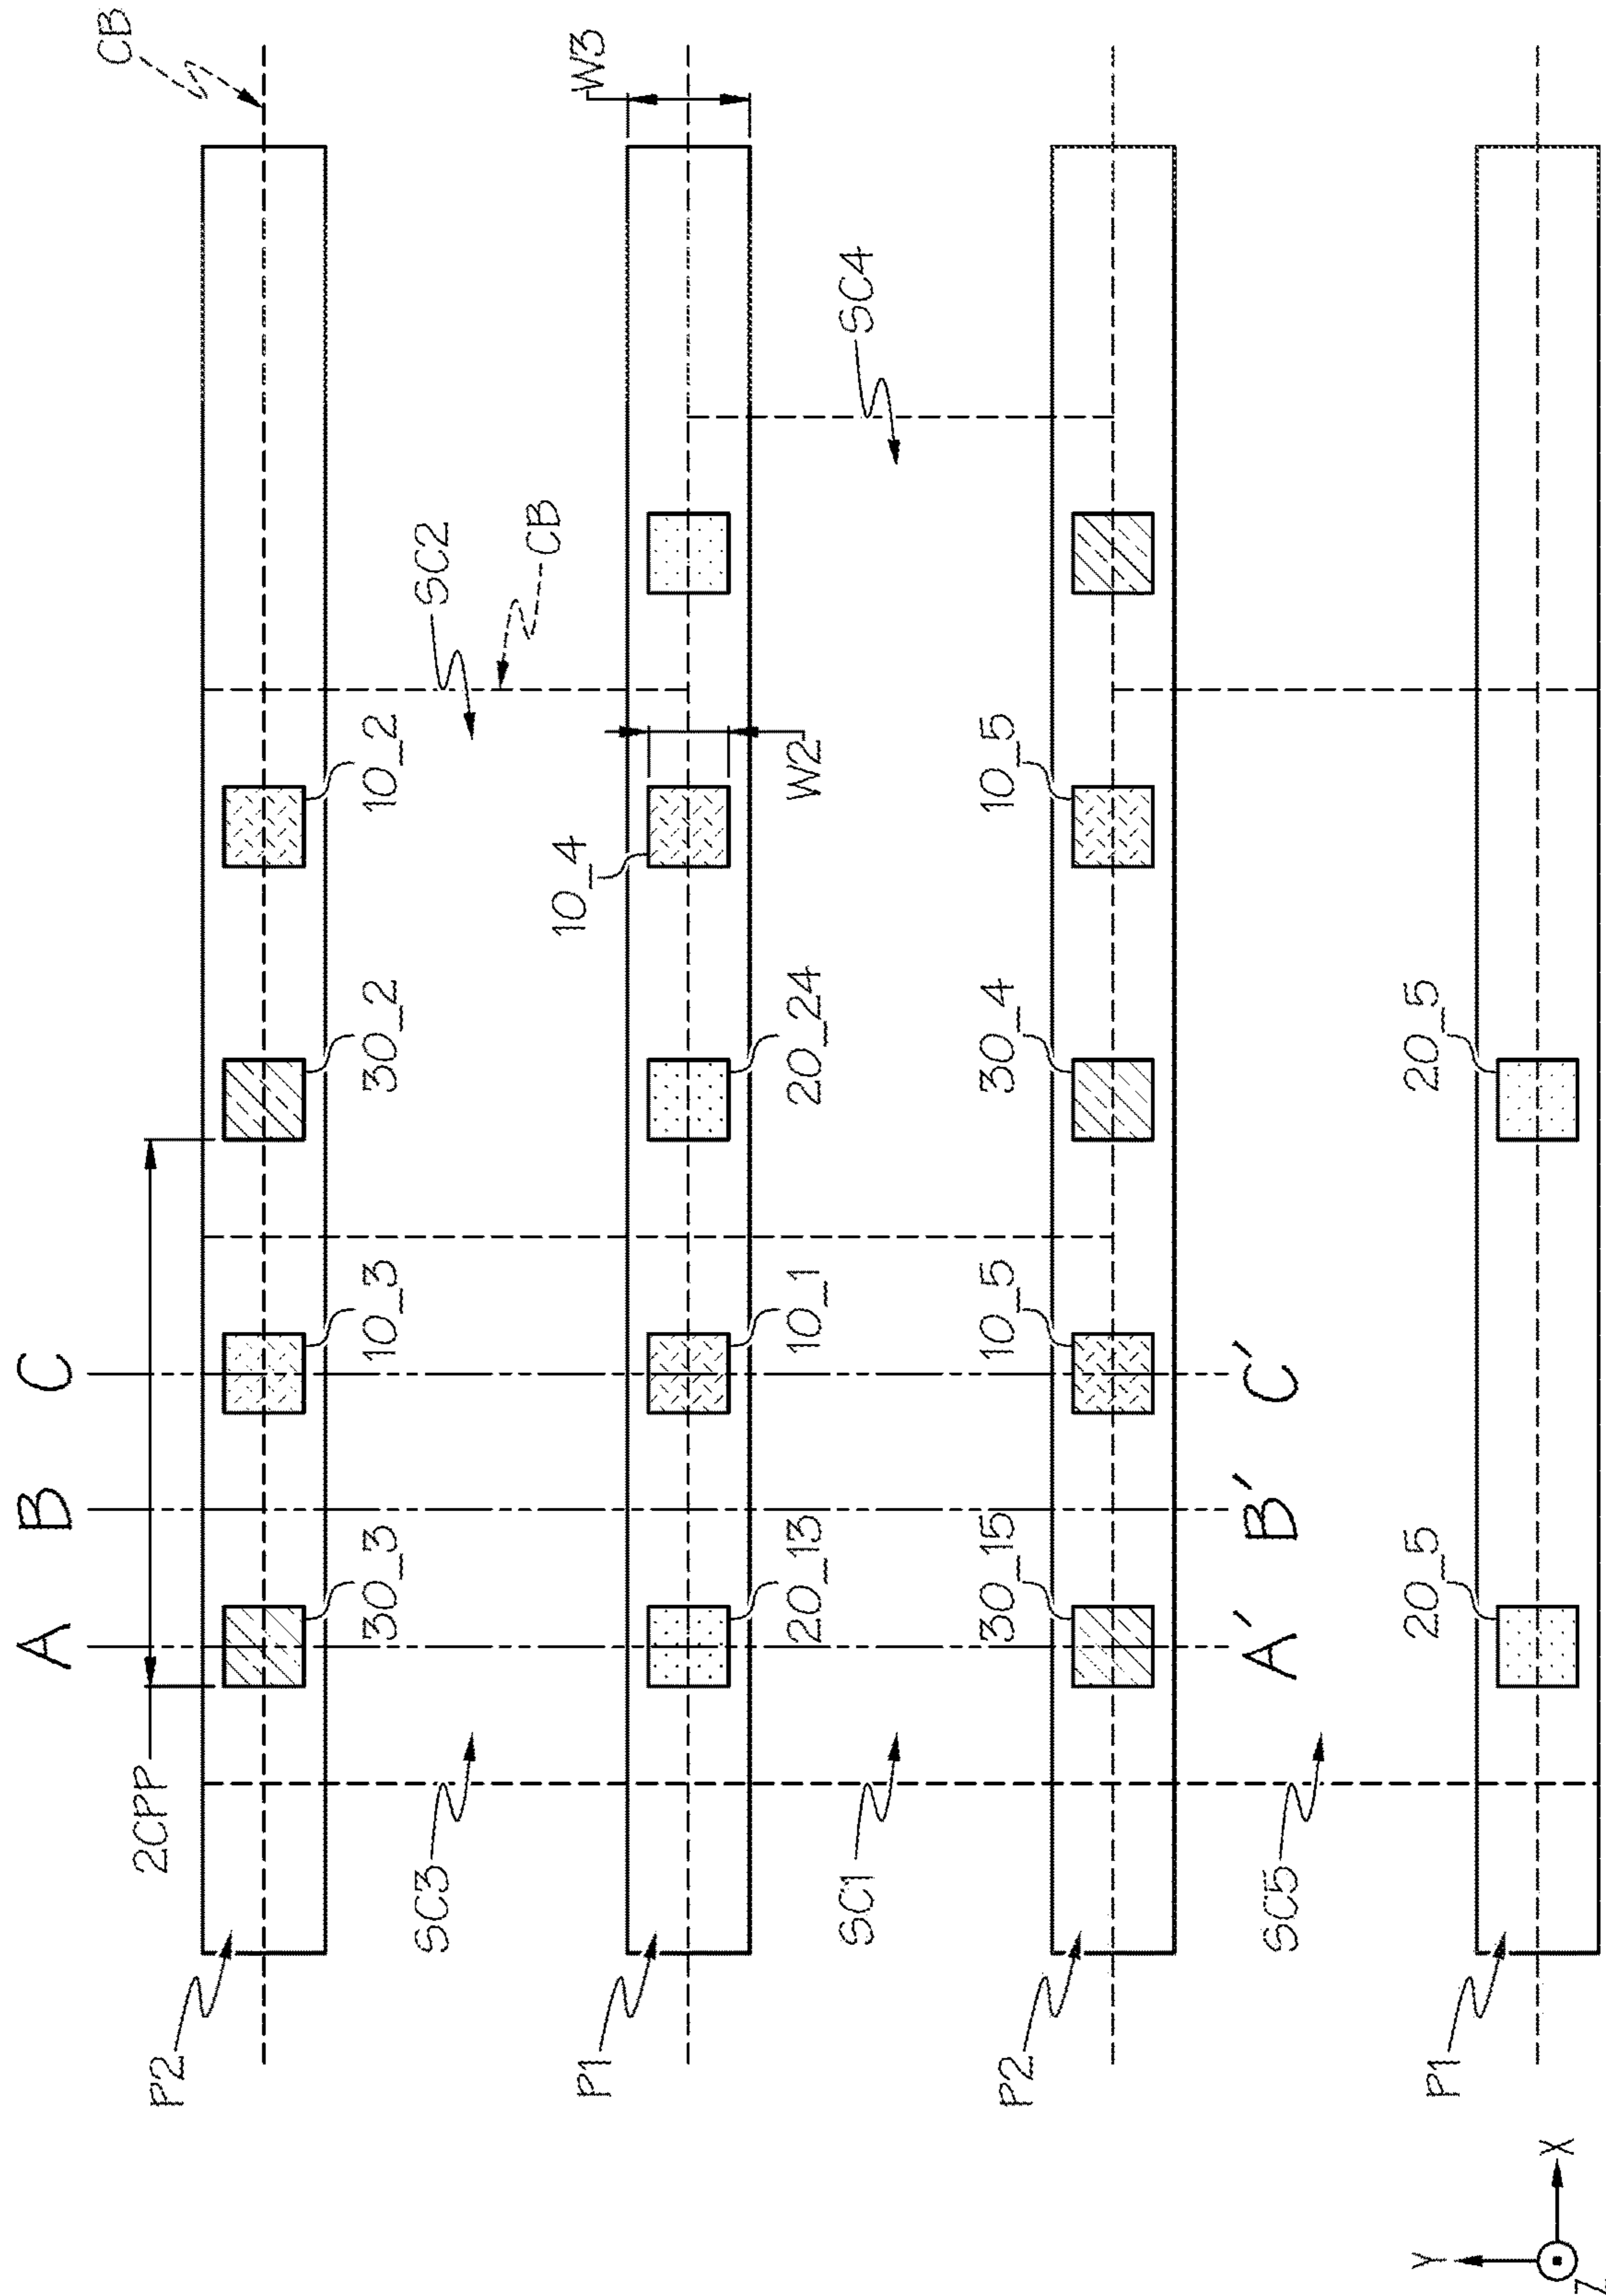 CB
W3
SC4
SC2
CB
10_2
W2
10_5
10_4
30_2
20_24
30_4
20_5
10_3
10_1
10_5
C
C'
B
B'
30_3
20_13
30_15
20_5
A
A'
2CPP
SC3
SC1
SC5
P2
P1
P2
P1
X
Y
Z